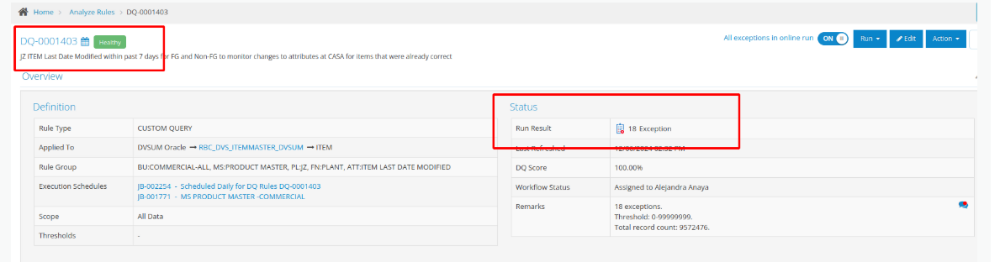 Home > Analyze Rules > DQ-0001403
DQ-0001403 Healthy
All exceptions in online run ON Run Edit Action
JZ ITEM Last Date Modified within past 7 days for FG and Non-FG to monitor changes to attributes at CASA for items that were already correct
Overview
Definition
Rule Type CUSTOM QUERY
Applied To DVSUM Oracle → RBC_DVS_ITEMMASTER_DVSUM → ITEM
Rule Group BU:COMMERCIAL-ALL, MS:PRODUCT MASTER, PL:JZ, FN:PLANT, ATT:ITEM LAST DATE MODIFIED
Execution Schedules JB-002254 - Scheduled Daily for DQ Rules DQ-0001403
JB-001771 - MS PRODUCT MASTER -COMMERCIAL
Scope All Data
Thresholds -
Status
Run Result 18 Exception
Last Refreshed
DQ Score 100.00%
Workflow Status Assigned to Alejandra Anaya
Remarks 18 exceptions.
Threshold: 0-99999999.
Total record count: 9572476.